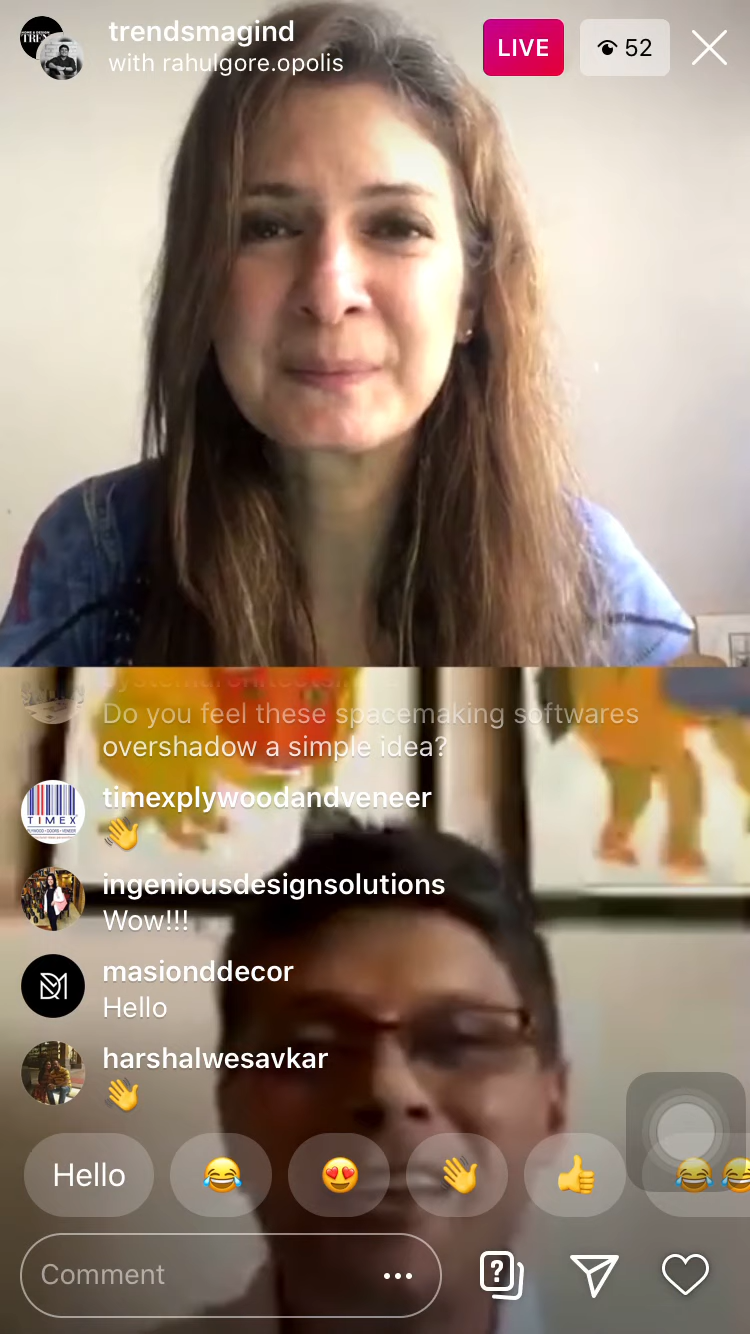 trendsmagind
with rahulgore.opolis
LIVE
52
Do you feel these spacemaking softwares
overshadow a simple idea?
timexplywoodandveneer
TIMEX
ingeniousdesignsolutions
Wow!!!
masionddecor
Hello
harshalwesavkar
Hello
Comment